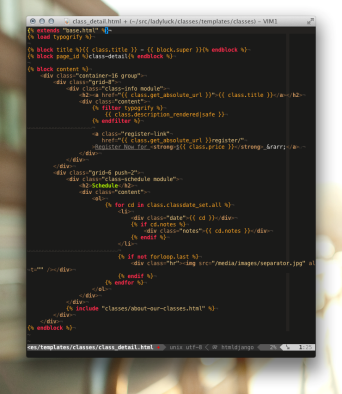 class_detail.html + (~/src/ladyluck/classes/templates/classes) - VIM1
{% extends "base.html" %}¬
{% load typogrify %}¬
{% block title %}{{ class.title }} - {{ block.super }}{% endblock %}¬
{% block page_id %}class-detail{% endblock %}¬
{% block content %}¬
<div class="container-16 group">¬
<div class="grid-8">¬
<div class="class-info module">¬
<h2><a href="{{ class.get_absolute_url }}">{{ class.title }}</a></h2>¬
<div class="content">¬
{% filter typogrify %}¬
{{ class.description_rendered|safe }}¬
{% endfilter %}¬
<a class="register-link"¬
href="{{ class.get_absolute_url }}register/"¬
>Register Now for <strong>${{ class.price }}</strong> &rarr;</a>¬
</div>¬
</div>¬
</div>¬
<div class="grid-6 push-2">¬
<div class="class-schedule module">¬
<h2>Schedule</h2>¬
<div class="content">¬
<ol>¬
{% for cd in class.classdate_set.all %}¬
<li>¬
<div class="date">{{ cd }}</div>¬
{% if cd.notes %}¬
<div class="notes">{{ cd.notes }}</div>¬
{% endif %}¬
</li>¬
{% if not forloop.last %}¬
<div class="hr"><img src="/media/images/separator.jpg" al
t="" /></div>¬
{% endif %}¬
{% endfor %}¬
</ol>¬
</div>¬
</div>¬
{% include "classes/about-our-classes.html" %}¬
</div>¬
</div>¬
{% endblock %}¬
<es/templates/classes/class_detail.html unix utf-8 htmldjango 2% 1